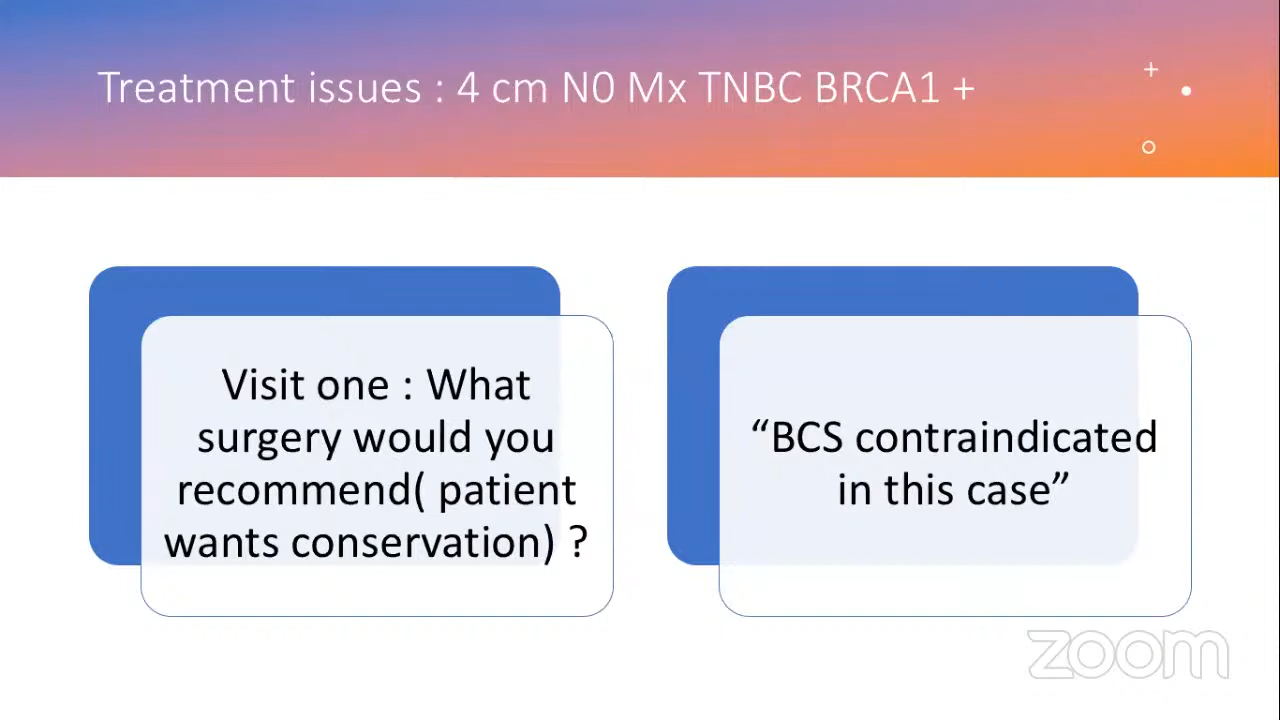 Treatment issues : 4 cm N0 Mx TNBC BRCA1 +
Visit one : What
surgery would you
recommend( patient
wants conservation) ?
“BCS contraindicated
in this case”
zoom